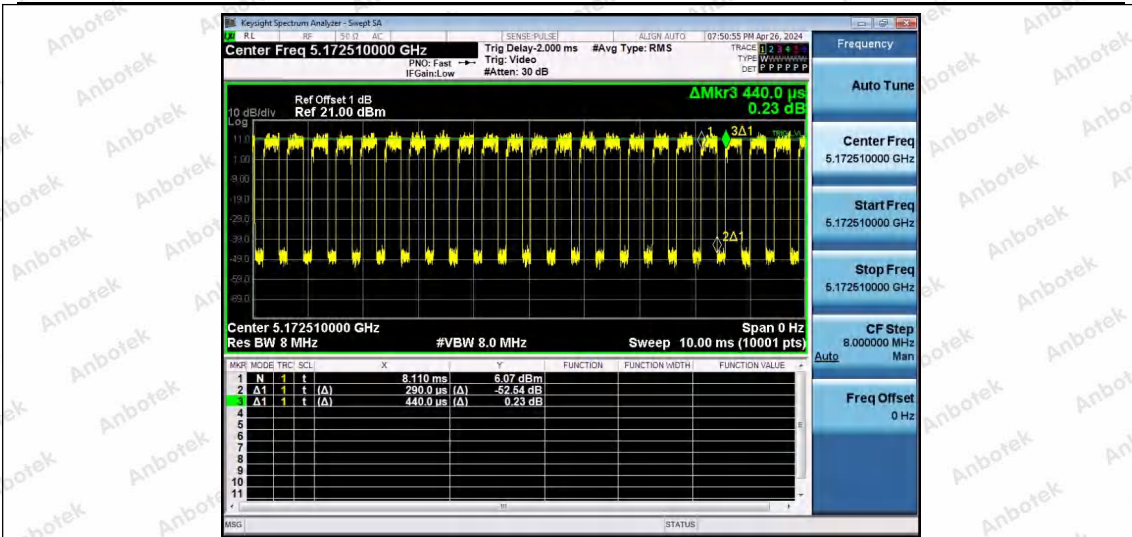 Keysight Spectrum Analyzer - Swept SA
RL RF 50 Ω AC SENSE:PULSE ALIGN AUTO 07:50:55 PM Apr 26, 2024
Center Freq 5.172510000 GHz
PNO: Fast
IFGain:Low
Trig Delay-2.000 ms #Avg Type: RMS
Trig: Video
#Atten: 30 dB
TRACE 1 2 3 4 5 6
TYPE W
DET P P P P P P
ΔMkr3 440.0 µs
0.23 dB
Ref Offset 1 dB
10 dB/div Ref 21.00 dBm
Log
11.0
1.00
-9.00
-19.0
-29.0
-39.0
-49.0
-59.0
-69.0
1
3Δ1
2Δ1
Center 5.172510000 GHz Span 0 Hz
Res BW 8 MHz #VBW 8.0 MHz Sweep 10.00 ms (10001 pts)
MKR MODE TRC SCL X Y FUNCTION FUNCTION WIDTH FUNCTION VALUE
1 N 1 t 8.110 ms 6.07 dBm
2 Δ1 1 t (Δ) 290.0 µs (Δ) -52.54 dB
3 Δ1 1 t (Δ) 440.0 µs (Δ) 0.23 dB
4
5
6
7
8
9
10
11
MSG STATUS
Frequency
Auto Tune
Center Freq
5.172510000 GHz
Start Freq
5.172510000 GHz
Stop Freq
5.172510000 GHz
CF Step
8.000000 MHz
Auto Man
Freq Offset
0 Hz
Anbotek